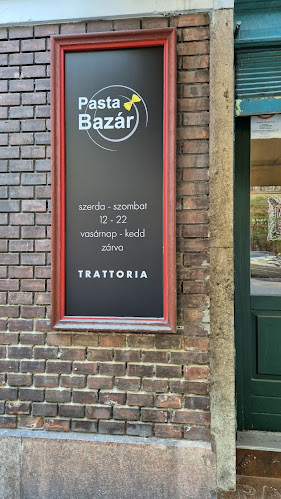 Pasta
Bazár
szerda - szombat
12 - 22
vasárnap - kedd
zárva
TRATTORIA